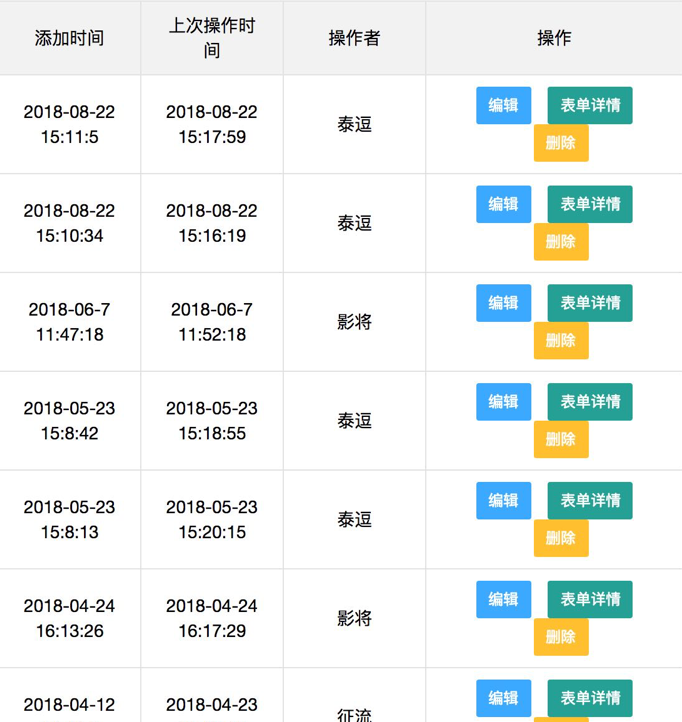 添加时间 上次操作时间 操作者 操作
2018-08-22 15:11:5 2018-08-22 15:17:59 泰逗 编辑 表单详情 删除
2018-08-22 15:10:34 2018-08-22 15:16:19 泰逗 编辑 表单详情 删除
2018-06-7 11:47:18 2018-06-7 11:52:18 影将 编辑 表单详情 删除
2018-05-23 15:8:42 2018-05-23 15:18:55 泰逗 编辑 表单详情 删除
2018-05-23 15:8:13 2018-05-23 15:20:15 泰逗 编辑 表单详情 删除
2018-04-24 16:13:26 2018-04-24 16:17:29 影将 编辑 表单详情 删除
2018-04-12 2018-04-23 征流 编辑 表单详情